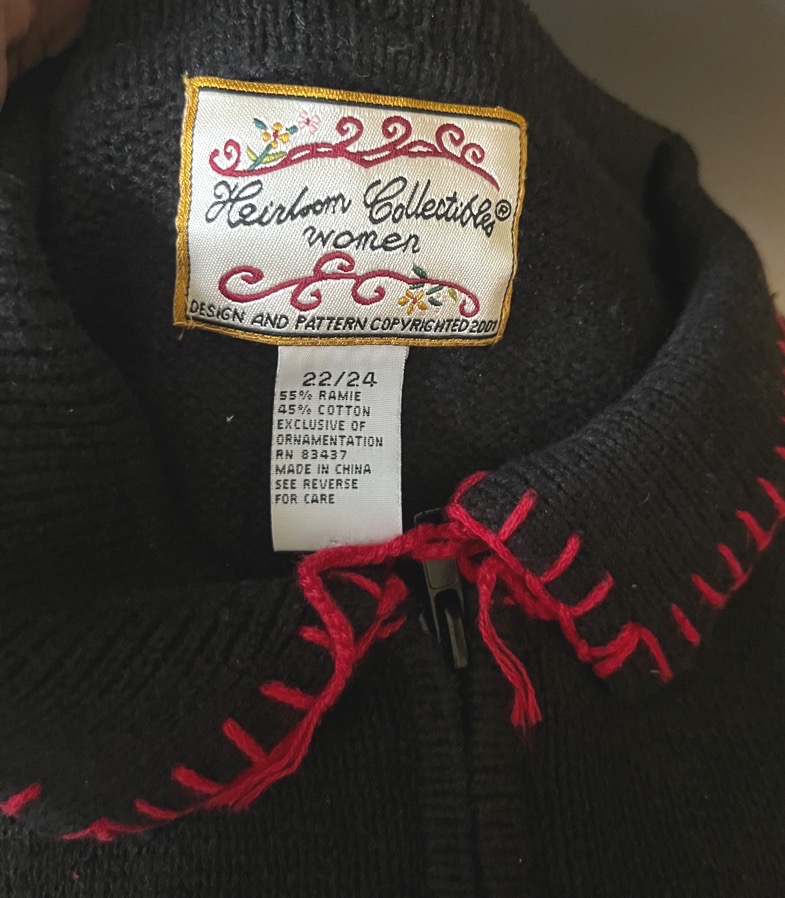 Heirloom Collectibles®
women
DESIGN AND PATTERN COPYRIGHTED 2001
22/24
55% RAMIE
45% COTTON
EXCLUSIVE OF
ORNAMENTATION
RN 83437
MADE IN CHINA
SEE REVERSE
FOR CARE